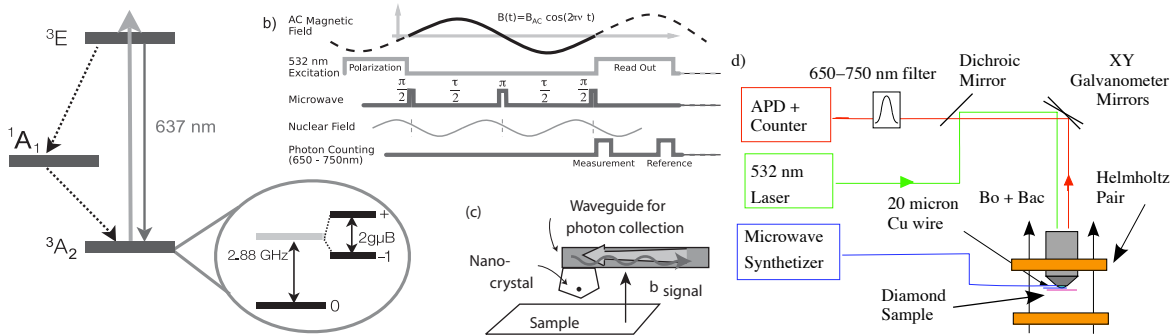 ³E
637 nm
¹A₁
³A₂
2.88 GHz
+
2gμB
−1
0
b)
AC Magnetic
Field
B(t)=B_AC cos(2πν t)
532 nm
Excitation
Polarization
Read Out
π/2
τ/2
π
τ/2
π/2
Microwave
Nuclear Field
Photon Counting
(650 - 750nm)
Measurement
Reference
(c)
Waveguide for
photon collection
Nano-
crystal
b signal
Sample
d)
650–750 nm filter
Dichroic
Mirror
XY
Galvanometer
Mirrors
APD +
Counter
532 nm
Laser
20 micron
Cu wire
Bo + Bac
Helmholtz
Pair
Microwave
Synthetizer
Diamond
Sample